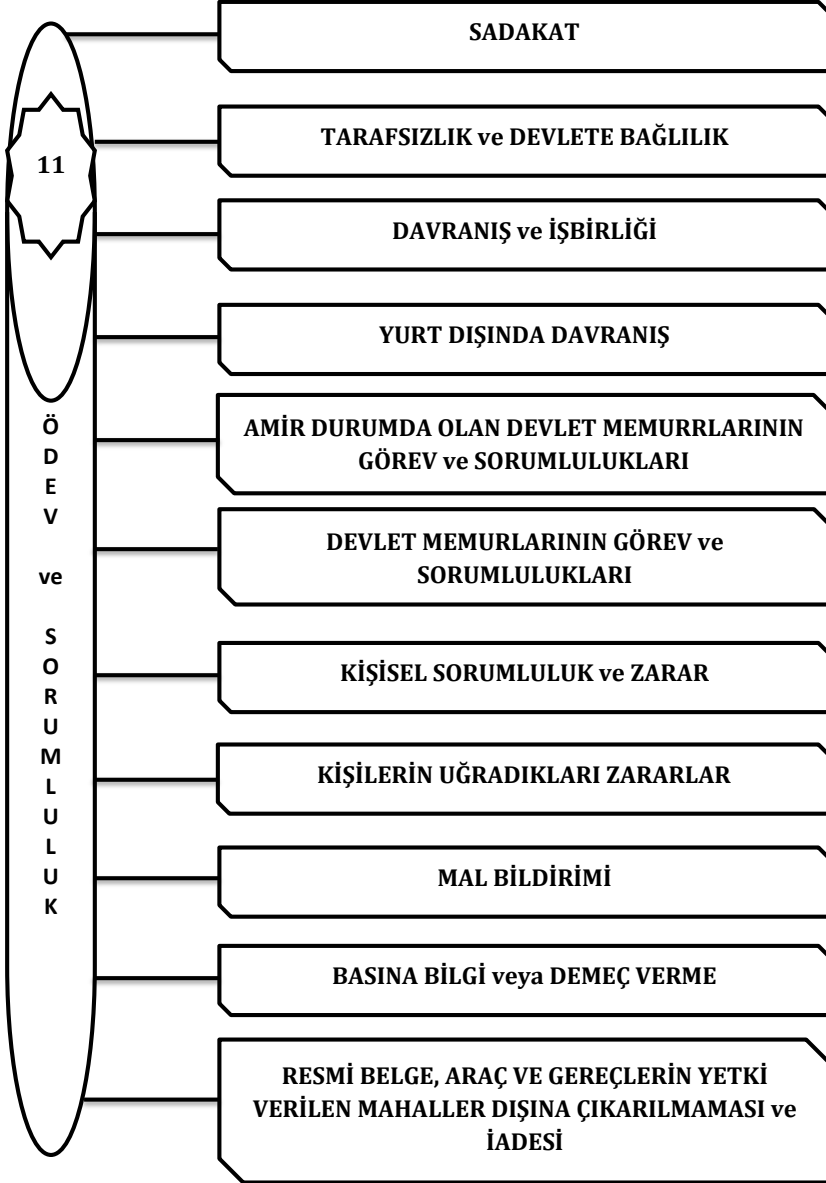 SADAKAT
TARAFSIZLIK ve DEVLETE BAĞLILIK
11
DAVRANIŞ ve İŞBİRLİĞİ
YURT DIŞINDA DAVRANIŞ
AMİR DURUMDA OLAN DEVLET MEMURRLARININ
GÖREV ve SORUMLULUKLARI
DEVLET MEMURLARININ GÖREV ve
SORUMLULUKLARI
KİŞİSEL SORUMLULUK ve ZARAR
KİŞİLERİN UĞRADIKLARI ZARARLAR
MAL BİLDİRİMİ
BASINA BİLGİ veya DEMEÇ VERME
RESMİ BELGE, ARAÇ VE GEREÇLERİN YETKİ
VERİLEN MAHALLER DIŞINA ÇIKARILMAMASI ve
İADESİ
Ö
D
E
V
ve
S
O
R
U
M
L
U
L
U
K